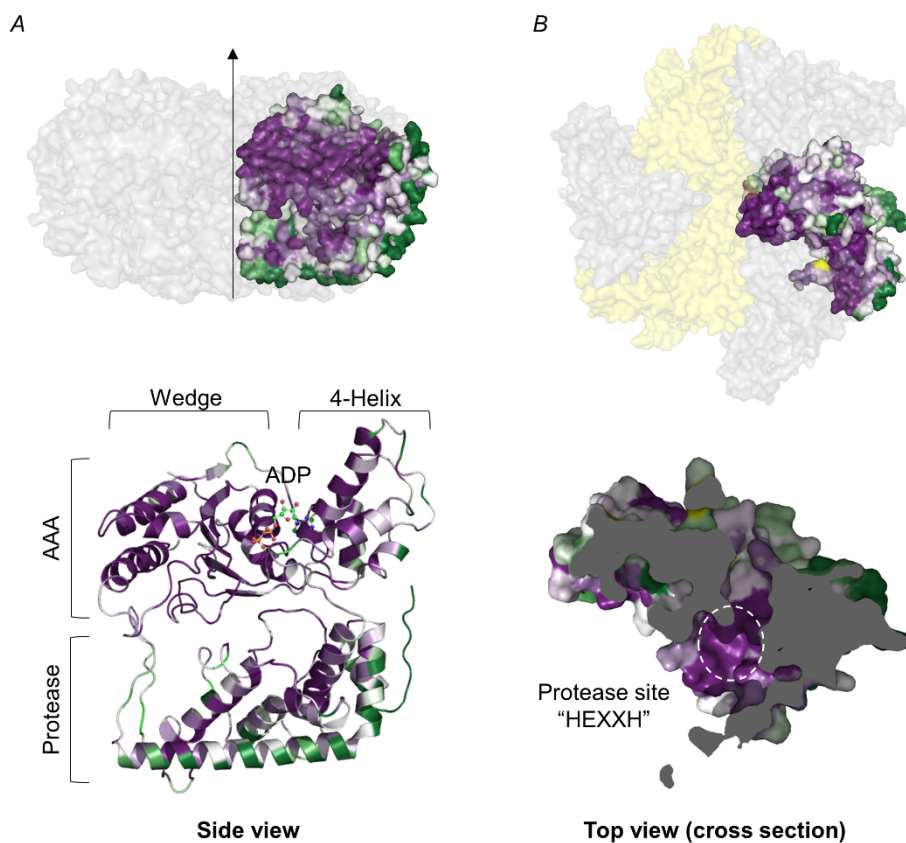 A
B
Wedge
4-Helix
ADP
AAA
Protease
Protease site
“HEXXH”
Side view
Top view (cross section)